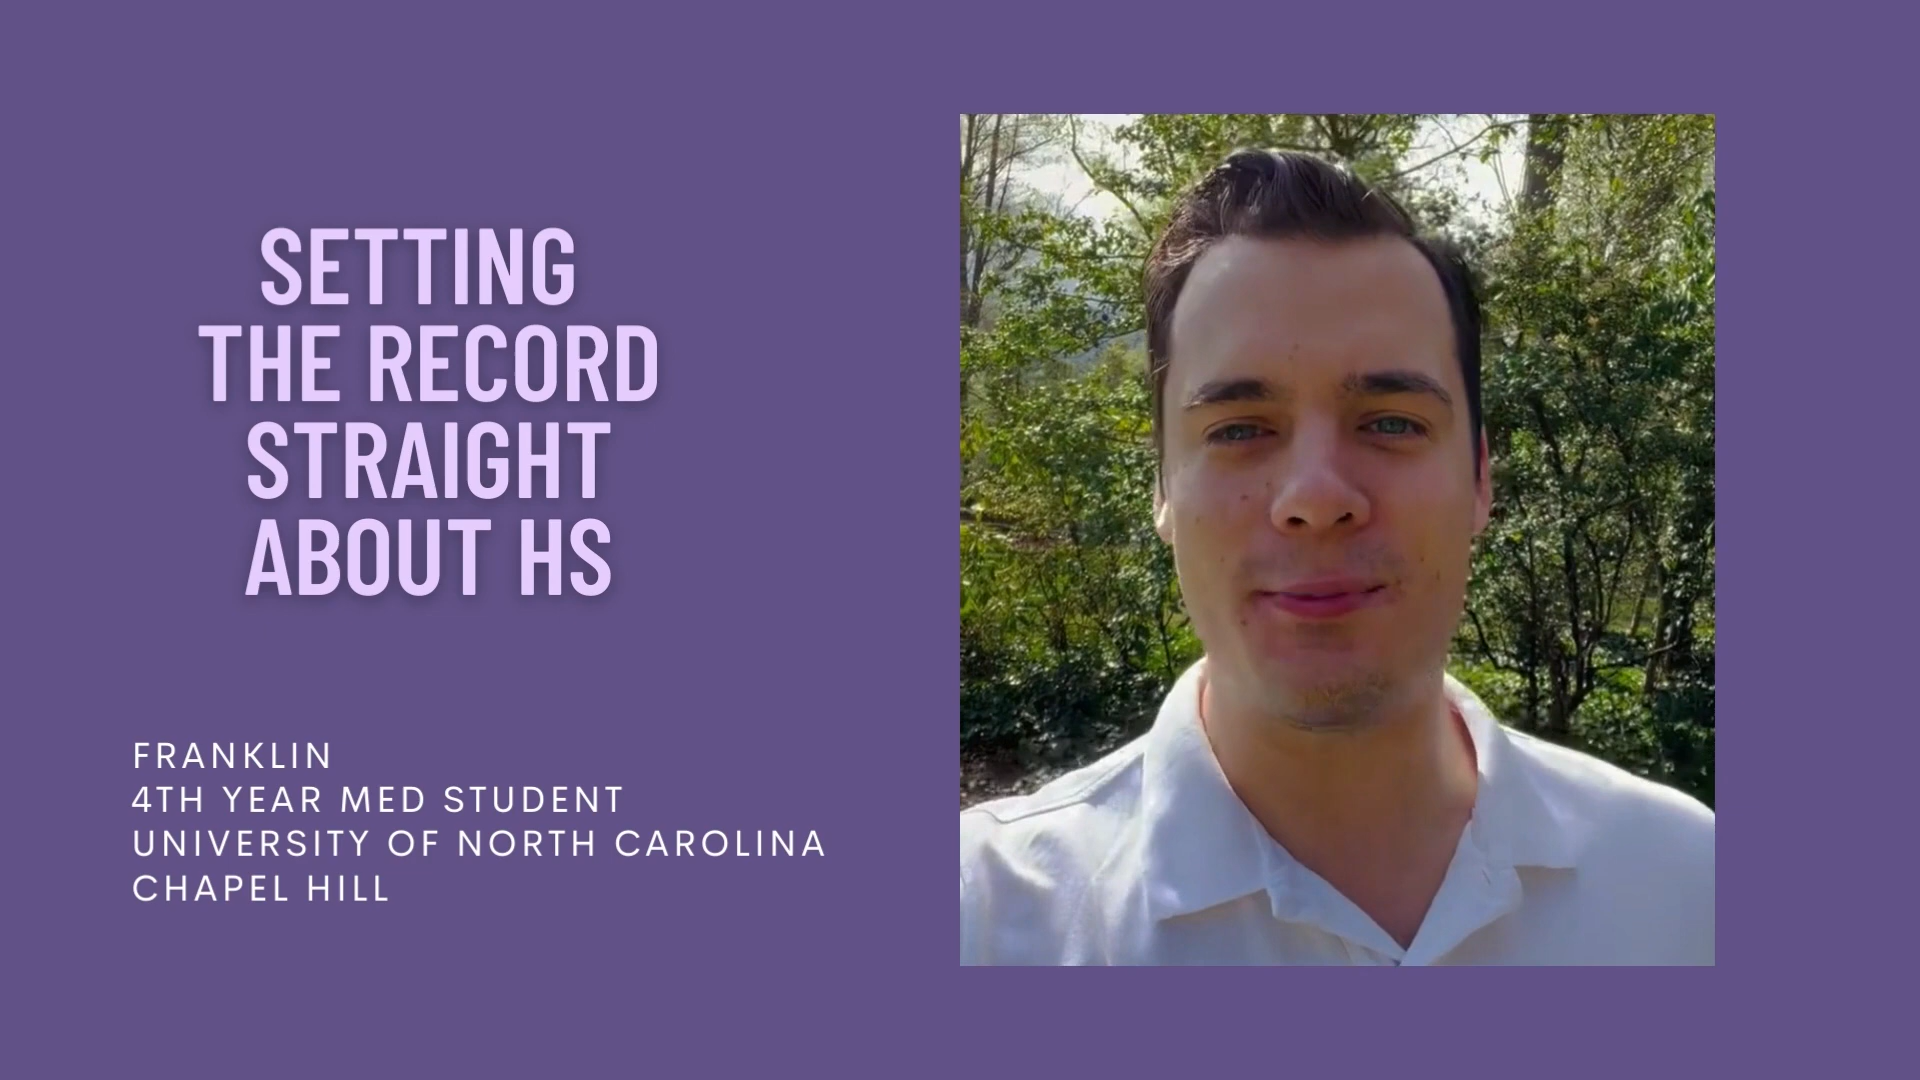 SETTING
THE RECORD
STRAIGHT
ABOUT HS
FRANKLIN
4TH YEAR MED STUDENT
UNIVERSITY OF NORTH CAROLINA
CHAPEL HILL